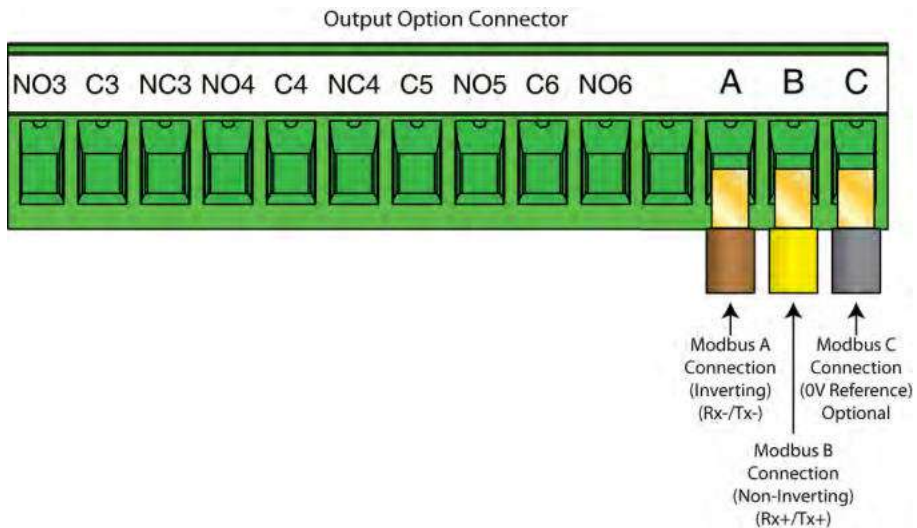 Output Option Connector
NO3 C3 NC3 NO4 C4 NC4 C5 NO5 C6 NO6 A B C
Modbus A
Connection
(Inverting)
(Rx-/Tx-)
Modbus C
Connection
(0V Reference)
Optional
Modbus B
Connection
(Non-Inverting)
(Rx+/Tx+)